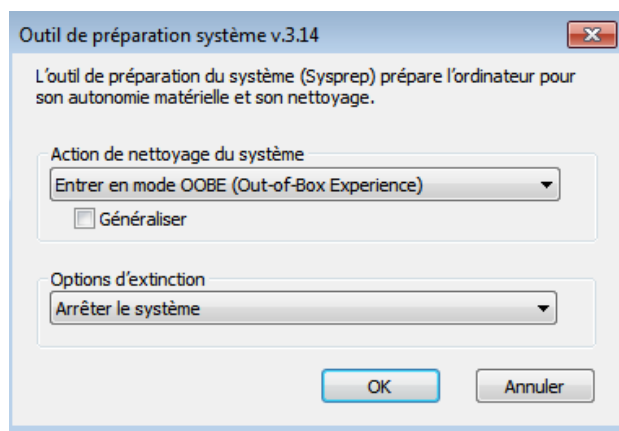 Outil de préparation système v.3.14
L'outil de préparation du système (Sysprep) prépare l'ordinateur pour
son autonomie matérielle et son nettoyage.
Action de nettoyage du système
Entrer en mode OOBE (Out-of-Box Experience)
Généraliser
Options d'extinction
Arrêter le système
OK
Annuler